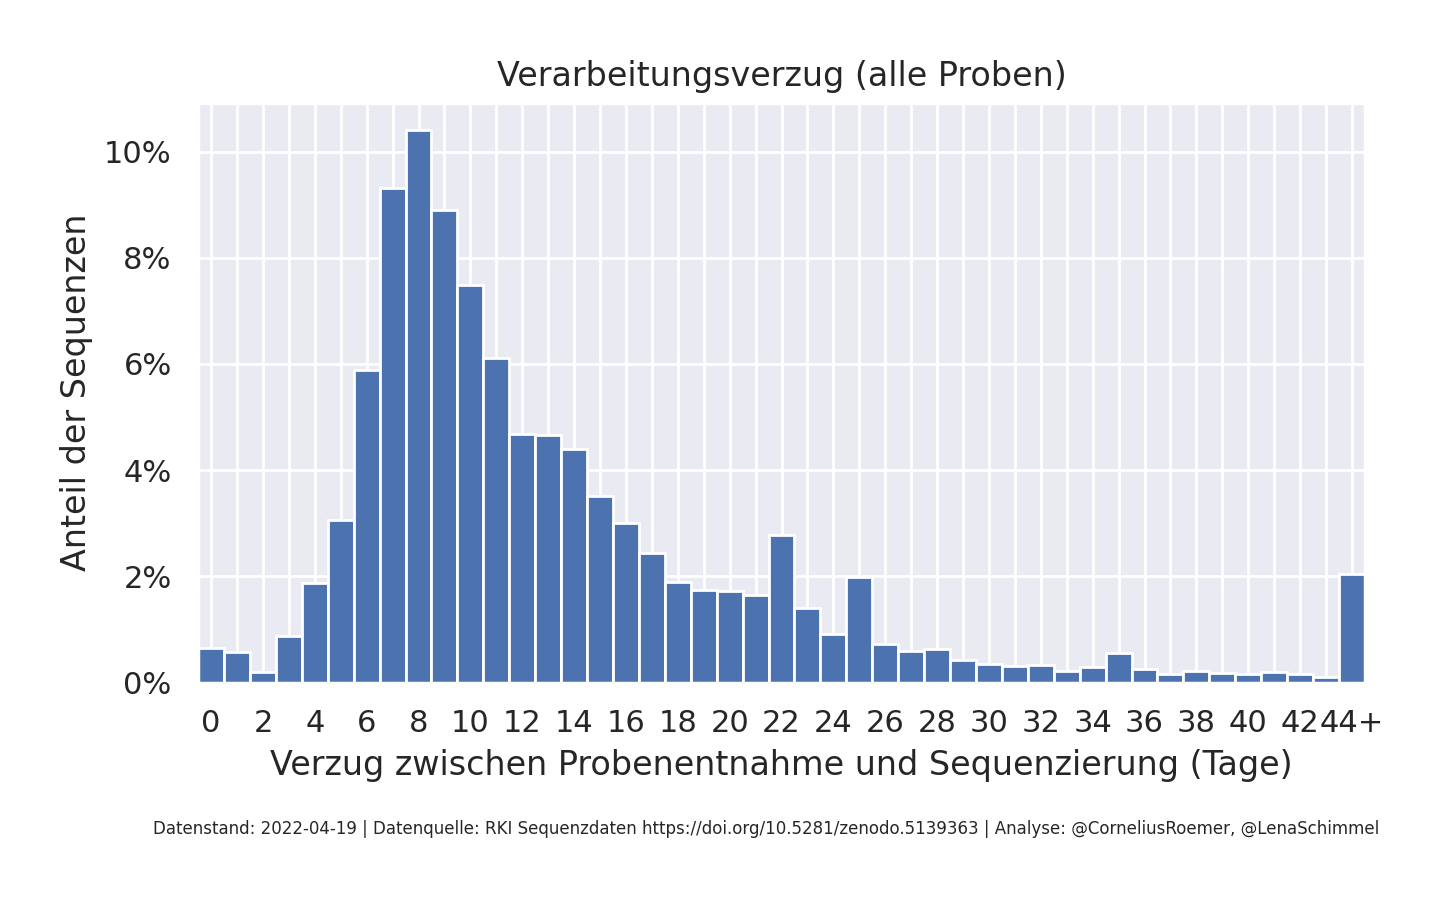 Verarbeitungsverzug (alle Proben)
Anteil der Sequenzen
10%
8%
6%
4%
2%
0%
0 2 4 6 8 10 12 14 16 18 20 22 24 26 28 30 32 34 36 38 40 42 44+
Verzug zwischen Probenentnahme und Sequenzierung (Tage)
Datenstand: 2022-04-19 | Datenquelle: RKI Sequenzdaten https://doi.org/10.5281/zenodo.5139363 | Analyse: @CorneliusRoemer, @LenaSchimmel